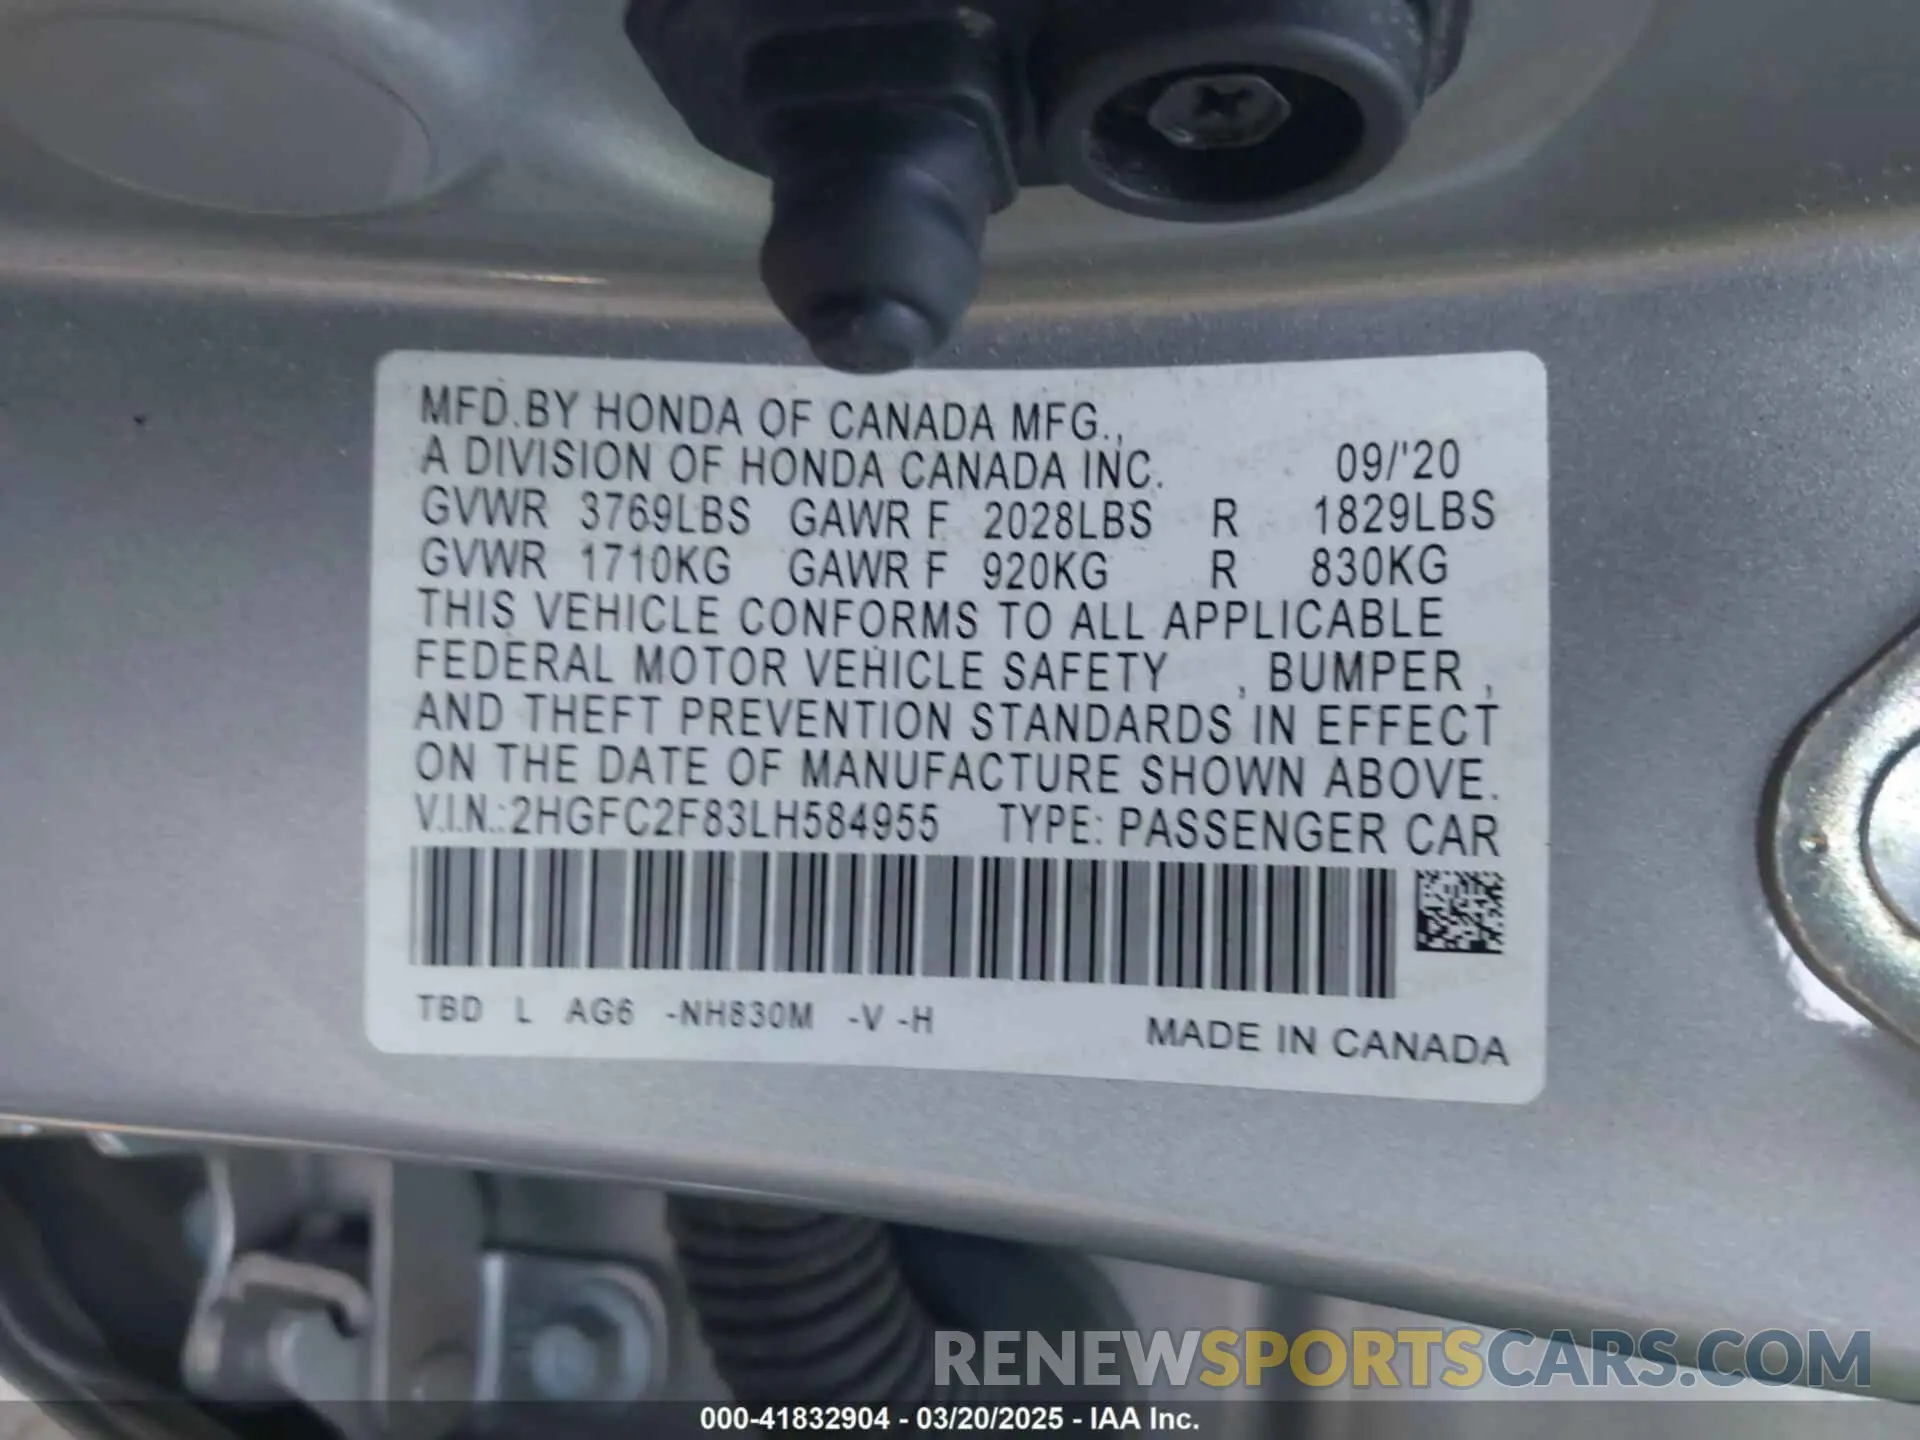 MFD.BY HONDA OF CANADA MFG.,
A DIVISION OF HONDA CANADA INC. 09/'20
GVWR 3769LBS GAWR F 2028LBS R 1829LBS
GVWR 1710KG GAWR F 920KG R 830KG
THIS VEHICLE CONFORMS TO ALL APPLICABLE
FEDERAL MOTOR VEHICLE SAFETY , BUMPER ,
AND THEFT PREVENTION STANDARDS IN EFFECT
ON THE DATE OF MANUFACTURE SHOWN ABOVE.
V.I.N.:2HGFC2F83LH584955 TYPE: PASSENGER CAR
TBD L AG6 -NH830M -V -H MADE IN CANADA
RENEWSPORTSCARS.COM
000-41832904 - 03/20/2025 - IAA Inc.